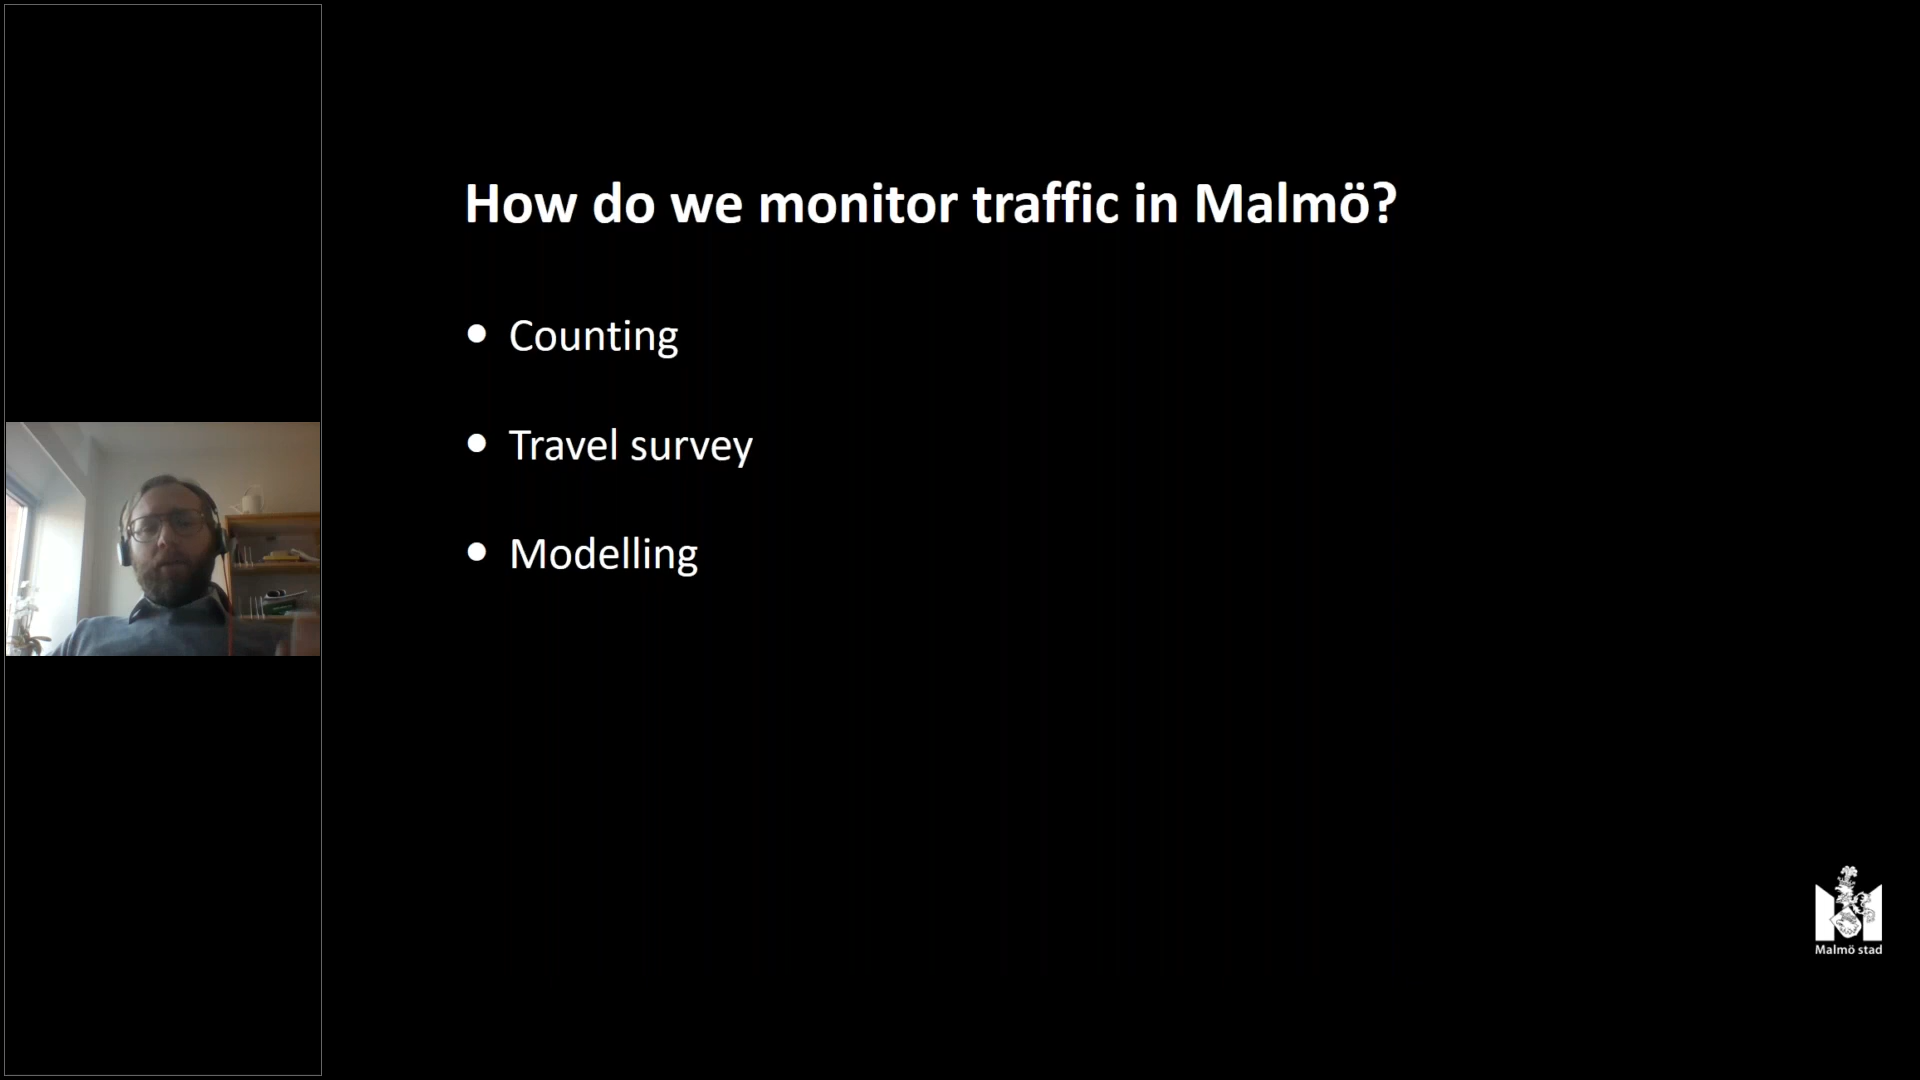 How do we monitor traffic in Malmö?
• Counting
• Travel survey
• Modelling
Malmö stad